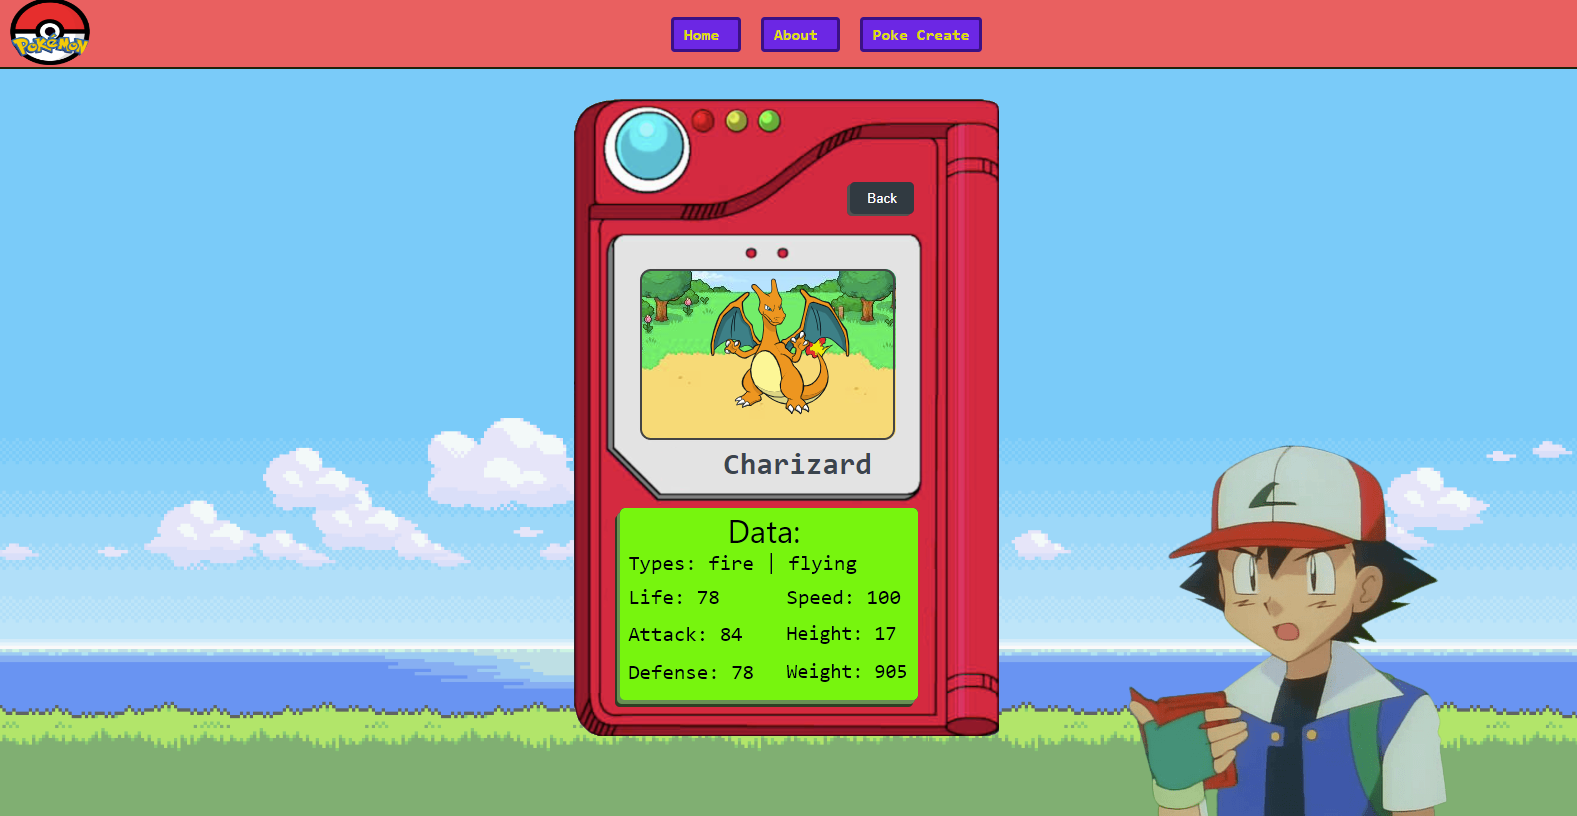 Pokémon
Home
About
Poke Create
Back
Charizard
Data:
Types: fire | flying
Life: 78
Speed: 100
Attack: 84
Height: 17
Defense: 78
Weight: 905